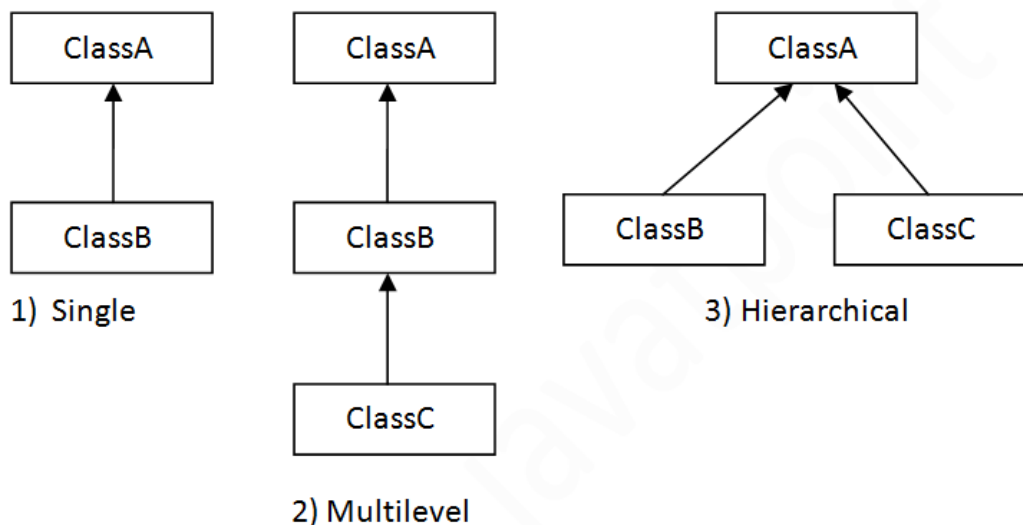 ClassA
ClassB
1) Single
ClassA
ClassB
ClassC
2) Multilevel
ClassA
ClassB
ClassC
3) Hierarchical